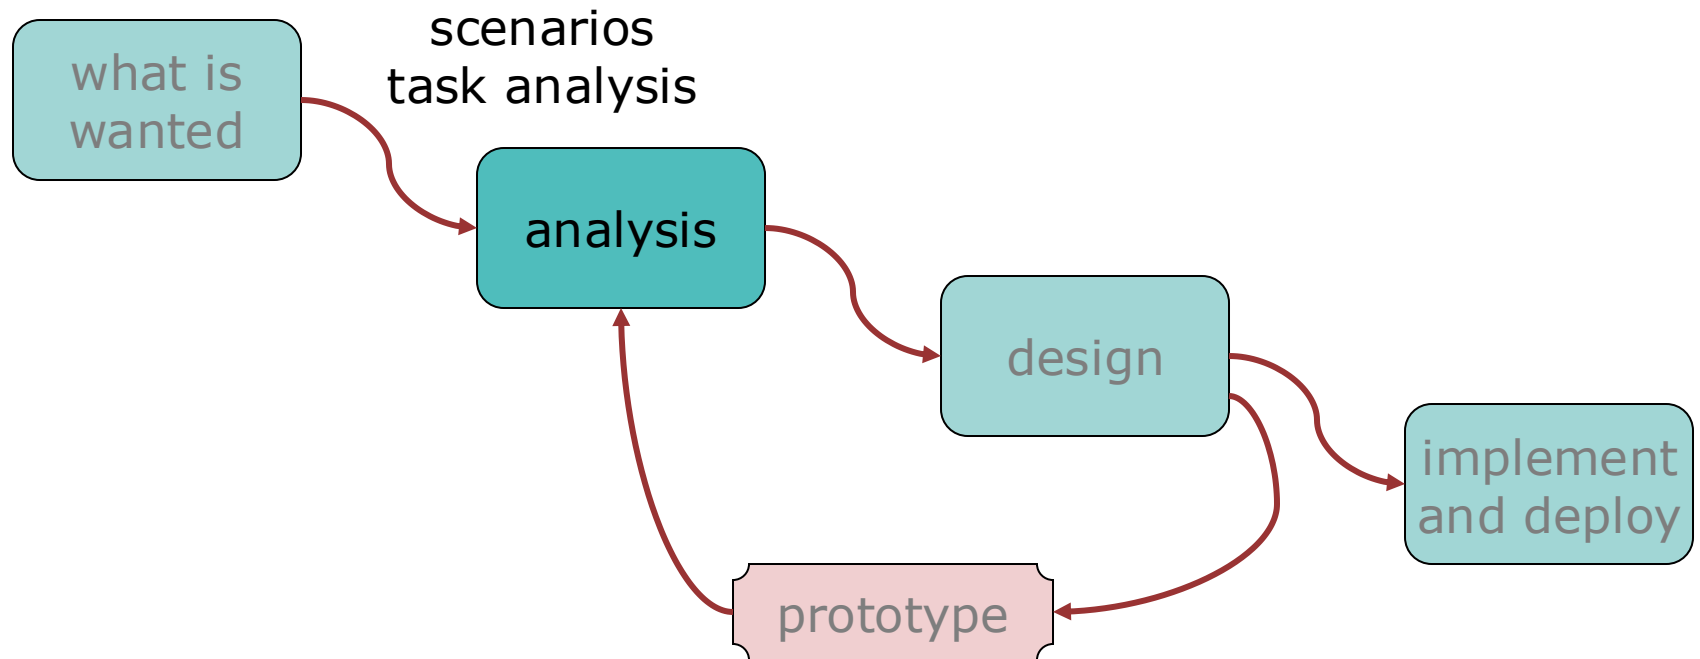 what is
wanted
scenarios
task analysis
analysis
design
implement
and deploy
prototype